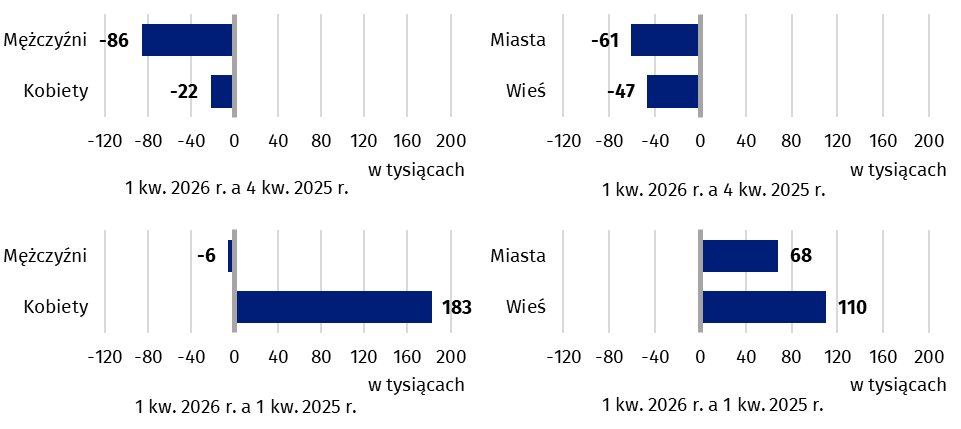 Mężczyźni -86
Kobiety -22
-120 -80 -40 0 40 80 120 160 200
w tysiącach
1 kw. 2026 r. a 4 kw. 2025 r.
Miasta -61
Wieś -47
-120 -80 -40 0 40 80 120 160 200
w tysiącach
1 kw. 2026 r. a 4 kw. 2025 r.
Mężczyźni -6
Kobiety 183
-120 -80 -40 0 40 80 120 160 200
w tysiącach
1 kw. 2026 r. a 1 kw. 2025 r.
Miasta 68
Wieś 110
-120 -80 -40 0 40 80 120 160 200
w tysiącach
1 kw. 2026 r. a 1 kw. 2025 r.